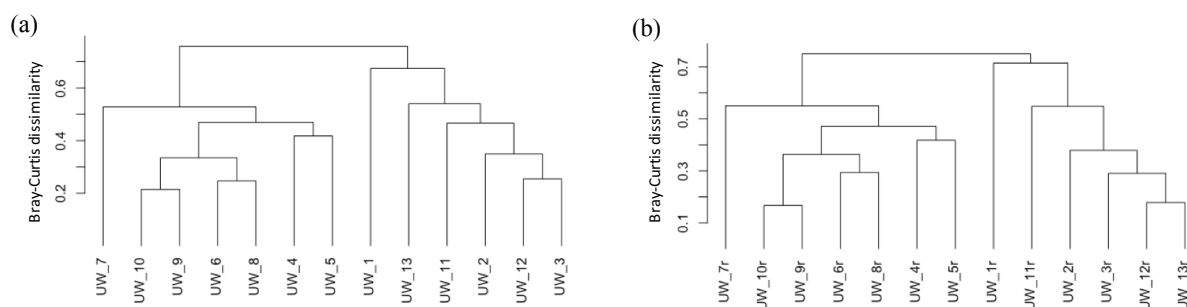 (a)
Bray-Curtis dissimilarity
0.6
0.4
0.2
UW_7
UW_10
UW_9
UW_6
UW_8
UW_4
UW_5
UW_1
UW_13
UW_11
UW_2
UW_12
UW_3
(b)
Bray-Curtis dissimilarity
0.7
0.5
0.3
0.1
UW_7r
UW_10r
UW_9r
UW_6r
UW_8r
UW_4r
UW_5r
UW_1r
UW_11r
UW_2r
UW_3r
UW_12r
UW_13r